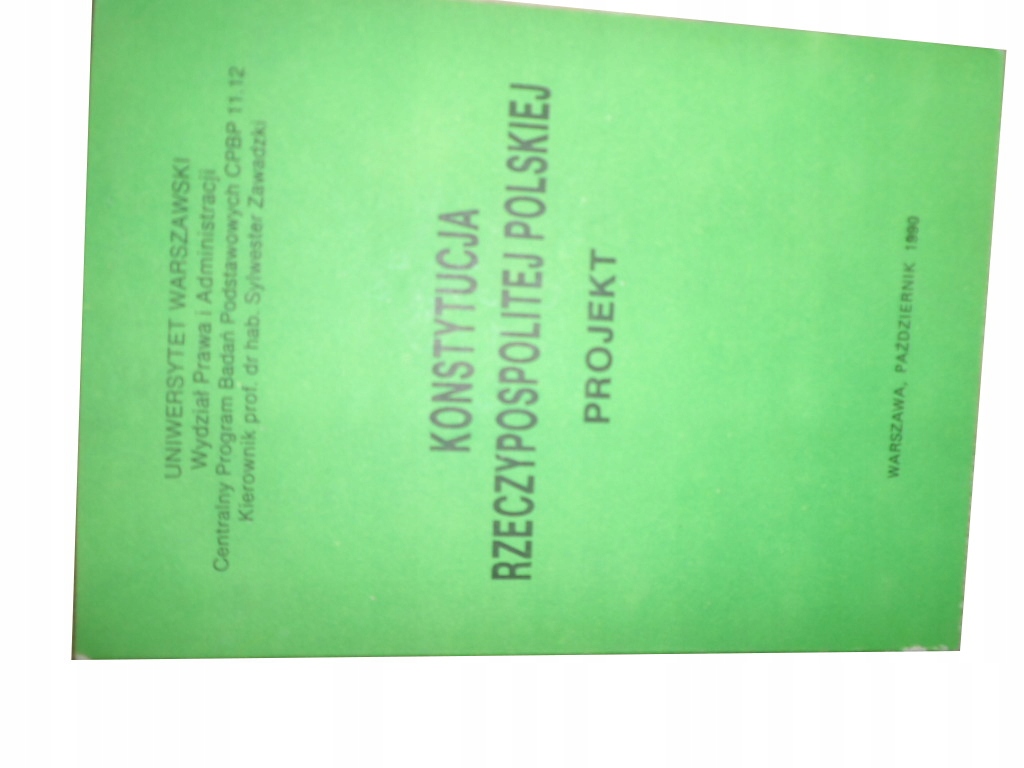 UNIWERSYTET WARSZAWSKI
Wydział Prawa i Administracji
Centralny Program Badań Podstawowych CPBP 11.12
Kierownik prof. dr hab. Sylwester Zawadzki
KONSTYTUCJA
RZECZYPOSPOLITEJ POLSKIEJ
PROJEKT
WARSZAWA, PAŹDZIERNIK 1990